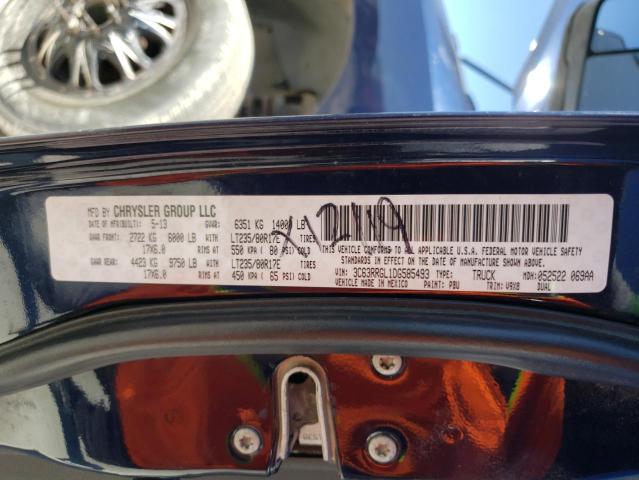 MFD BY CHRYSLER GROUP LLC
DATE OF MFR(BUILT): 5-13 GVWR: 6351 KG 14000 LB
GAWR FRONT: 2722 KG 6000 LB WITH LT235/80R17E TIRES
17X6.0 RIMS AT 550 KPA( 80 PSI) COLD
GAWR REAR: 4423 KG 9750 LB WITH LT235/80R17E TIRES
17X6.0 RIMS AT 450 KPA( 65 PSI) COLD
THIS VEHICLE CONFORMS TO ALL APPLICABLE U.S.A. FEDERAL MOTOR VEHICLE SAFETY
STANDARDS IN EFFECT ON THE DATE OF MANUFACTURE SHOWN ABOVE.
VIN: 3C63RRGL1DG585493 TYPE: TRUCK MDH: 052522 069AA
VEHICLE MADE IN MEXICO PAINT: PBU TRIM: V9X8 DUAL